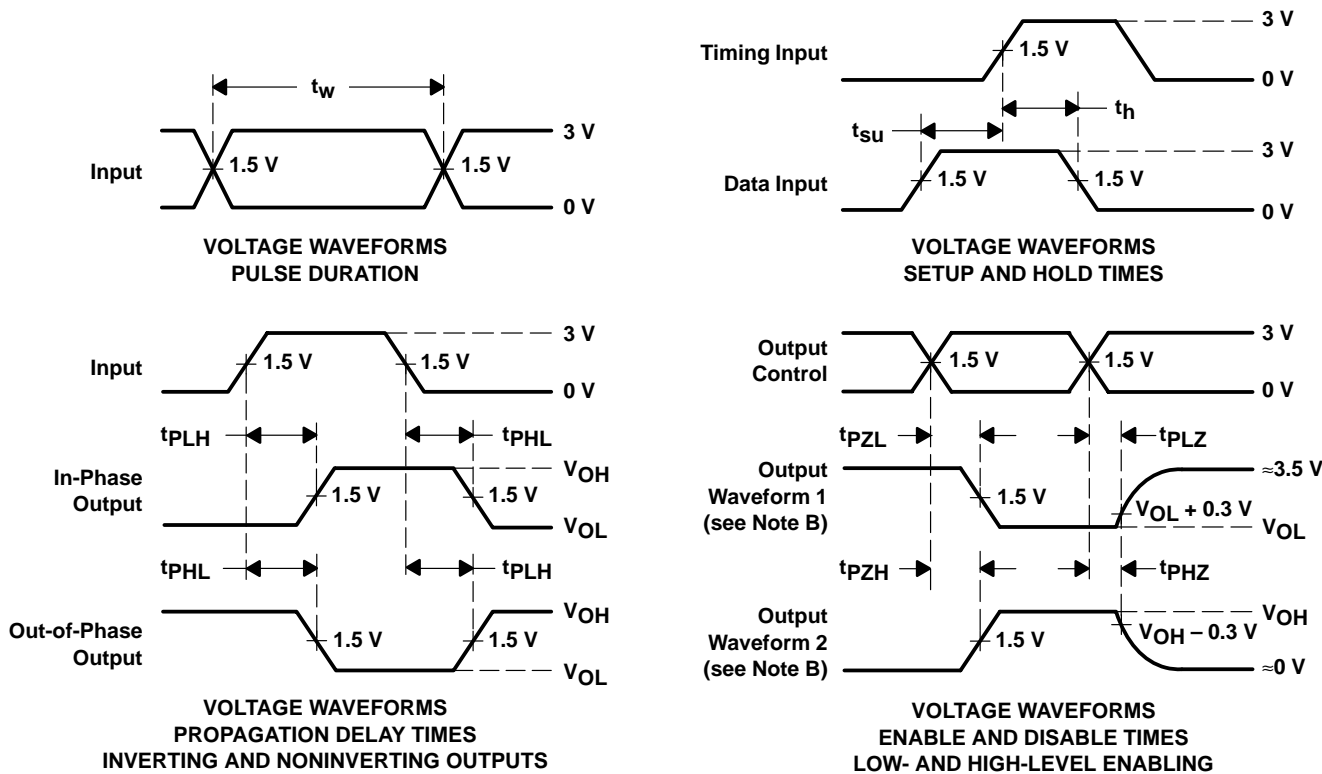 t_w
Input
1.5 V
1.5 V
3 V
0 V
VOLTAGE WAVEFORMS
PULSE DURATION
Timing Input
1.5 V
3 V
0 V
t_h
t_su
Data Input
1.5 V
1.5 V
3 V
0 V
VOLTAGE WAVEFORMS
SETUP AND HOLD TIMES
Input
1.5 V
1.5 V
3 V
0 V
t_PLH
t_PHL
In-Phase
Output
1.5 V
1.5 V
V_OH
V_OL
t_PHL
t_PLH
Out-of-Phase
Output
1.5 V
1.5 V
V_OH
V_OL
VOLTAGE WAVEFORMS
PROPAGATION DELAY TIMES
INVERTING AND NONINVERTING OUTPUTS
Output
Control
1.5 V
1.5 V
3 V
0 V
t_PZL
t_PLZ
Output
Waveform 1
(see Note B)
1.5 V
≈3.5 V
V_OL + 0.3 V
V_OL
t_PZH
t_PHZ
Output
Waveform 2
(see Note B)
1.5 V
V_OH
V_OH – 0.3 V
≈0 V
VOLTAGE WAVEFORMS
ENABLE AND DISABLE TIMES
LOW- AND HIGH-LEVEL ENABLING